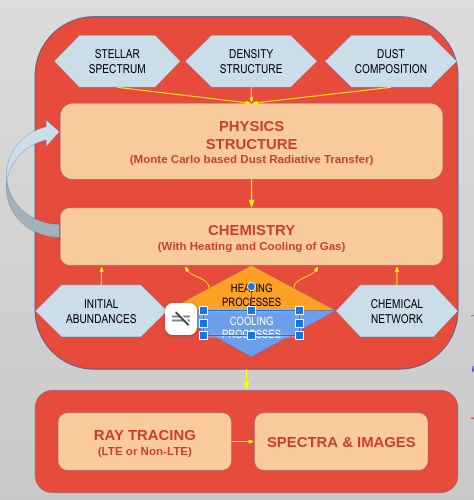 STELLAR
SPECTRUM
DENSITY
STRUCTURE
DUST
COMPOSITION
PHYSICS
STRUCTURE
(Monte Carlo based Dust Radiative Transfer)
CHEMISTRY
(With Heating and Cooling of Gas)
INITIAL
ABUNDANCES
HEATING
PROCESSES
COOLING
PROCESSES
CHEMICAL
NETWORK
RAY TRACING
(LTE or Non-LTE)
SPECTRA & IMAGES